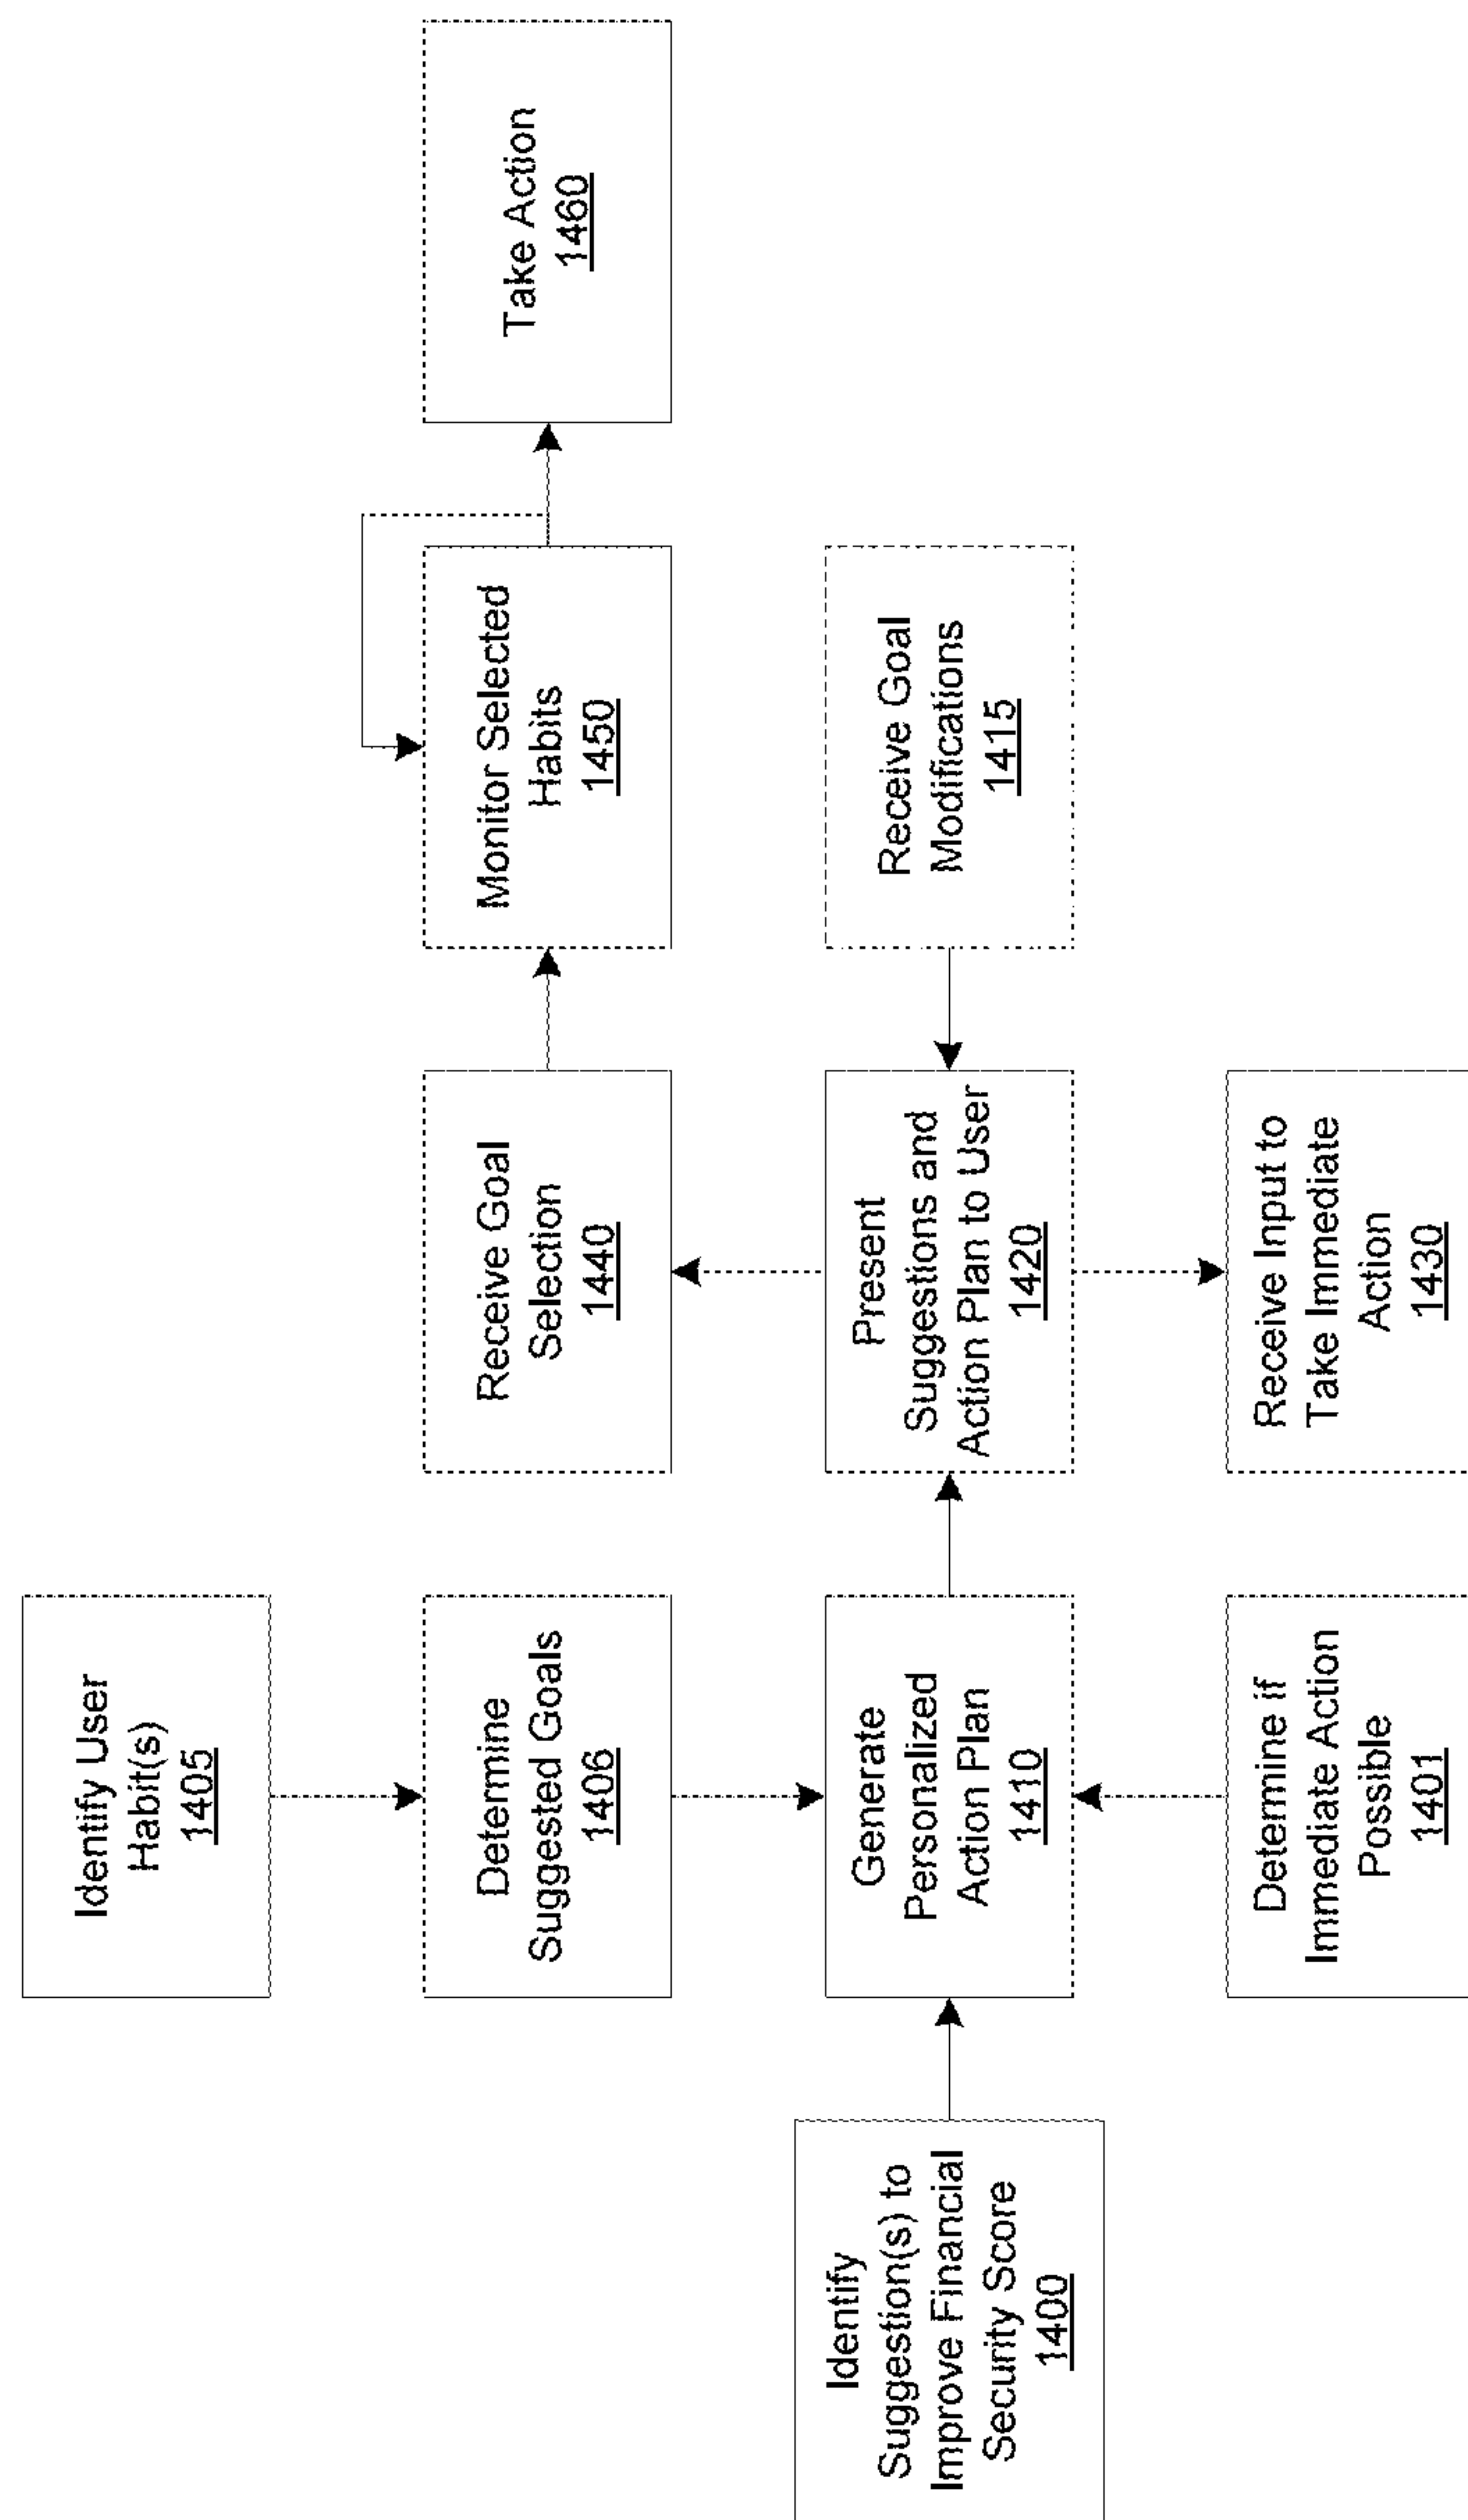 Identify User
Habit(s)
1405
Determine
Suggested Goals
1406
Receive Goal
Selection
1440
Monitor Selected
Habits
1450
Take Action
1460
Identify
Suggestion(s) to
Improve Financial
Security Score
1400
Generate
Personalized
Action Plan
1410
Present
Suggestions and
Action Plan to User
1420
Receive Goal
Modifications
1415
Determine if
Immediate Action
Possible
1401
Receive Input to
Take Immediate
Action
1430